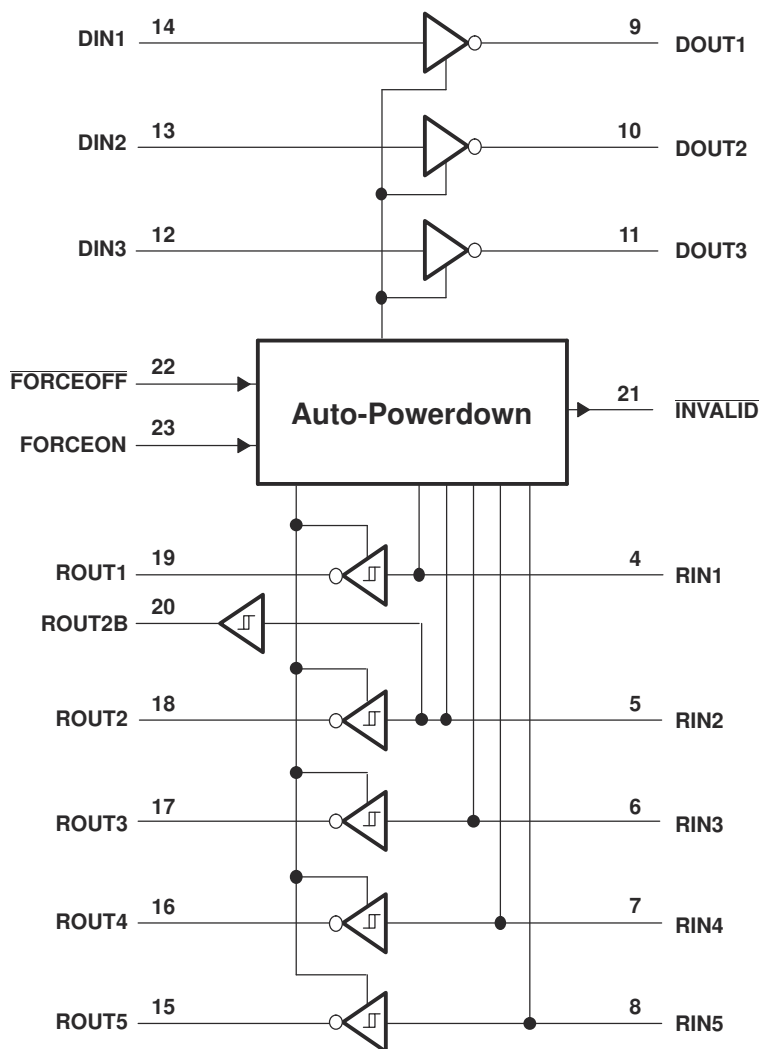 DIN1 14 9 DOUT1
DIN2 13 10 DOUT2
DIN3 12 11 DOUT3
FORCEOFF 22
Auto-Powerdown
21 INVALID
FORCEON 23
ROUT1 19 4 RIN1
ROUT2B 20
ROUT2 18 5 RIN2
ROUT3 17 6 RIN3
ROUT4 16 7 RIN4
ROUT5 15 8 RIN5